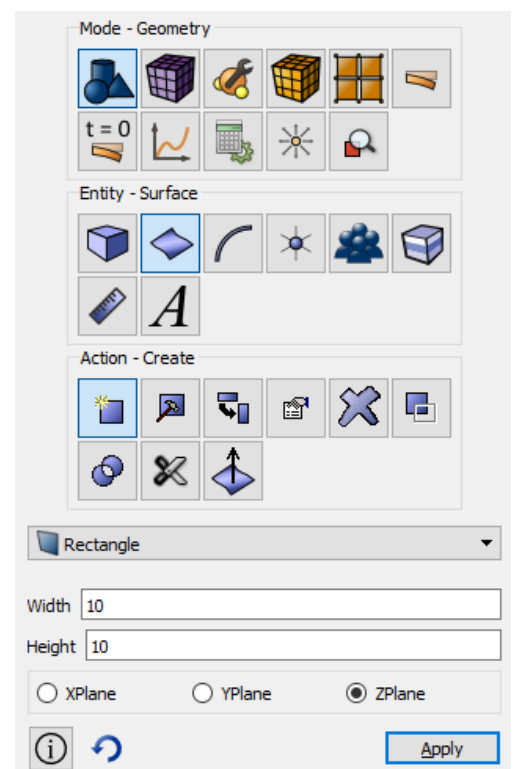 Mode - Geometry
t = 0
Entity - Surface
A
Action - Create
Rectangle
Width 10
Height 10
XPlane YPlane ZPlane
i Apply